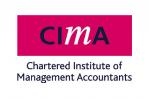 CIMA
Chartered Institute of
Management Accountants